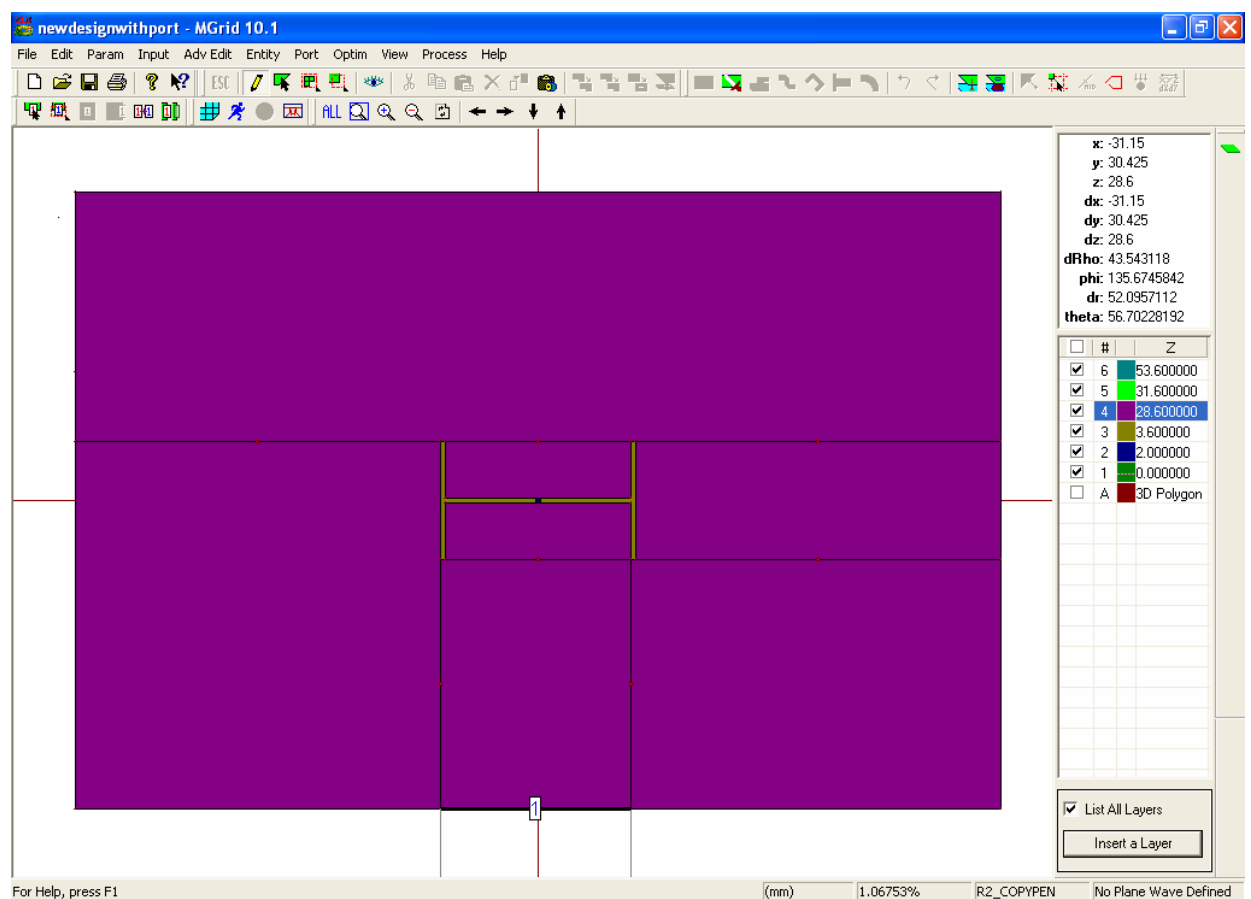 newdesignwithport - MGrid 10.1
File Edit Param Input Adv Edit Entity Port Optim View Process Help
ESC
ALL
x: -31.15
y: 30.425
z: 28.6
dx: -31.15
dy: 30.425
dz: 28.6
dRho: 43.543118
phi: 135.6745842
dr: 52.0957112
theta: 56.70228192
# Z
6 53.600000
5 31.600000
4 28.600000
3 3.600000
2 2.000000
1 0.000000
A 3D Polygon
1
List All Layers
Insert a Layer
For Help, press F1 (mm) 1.06753% R2_COPYPEN No Plane Wave Defined